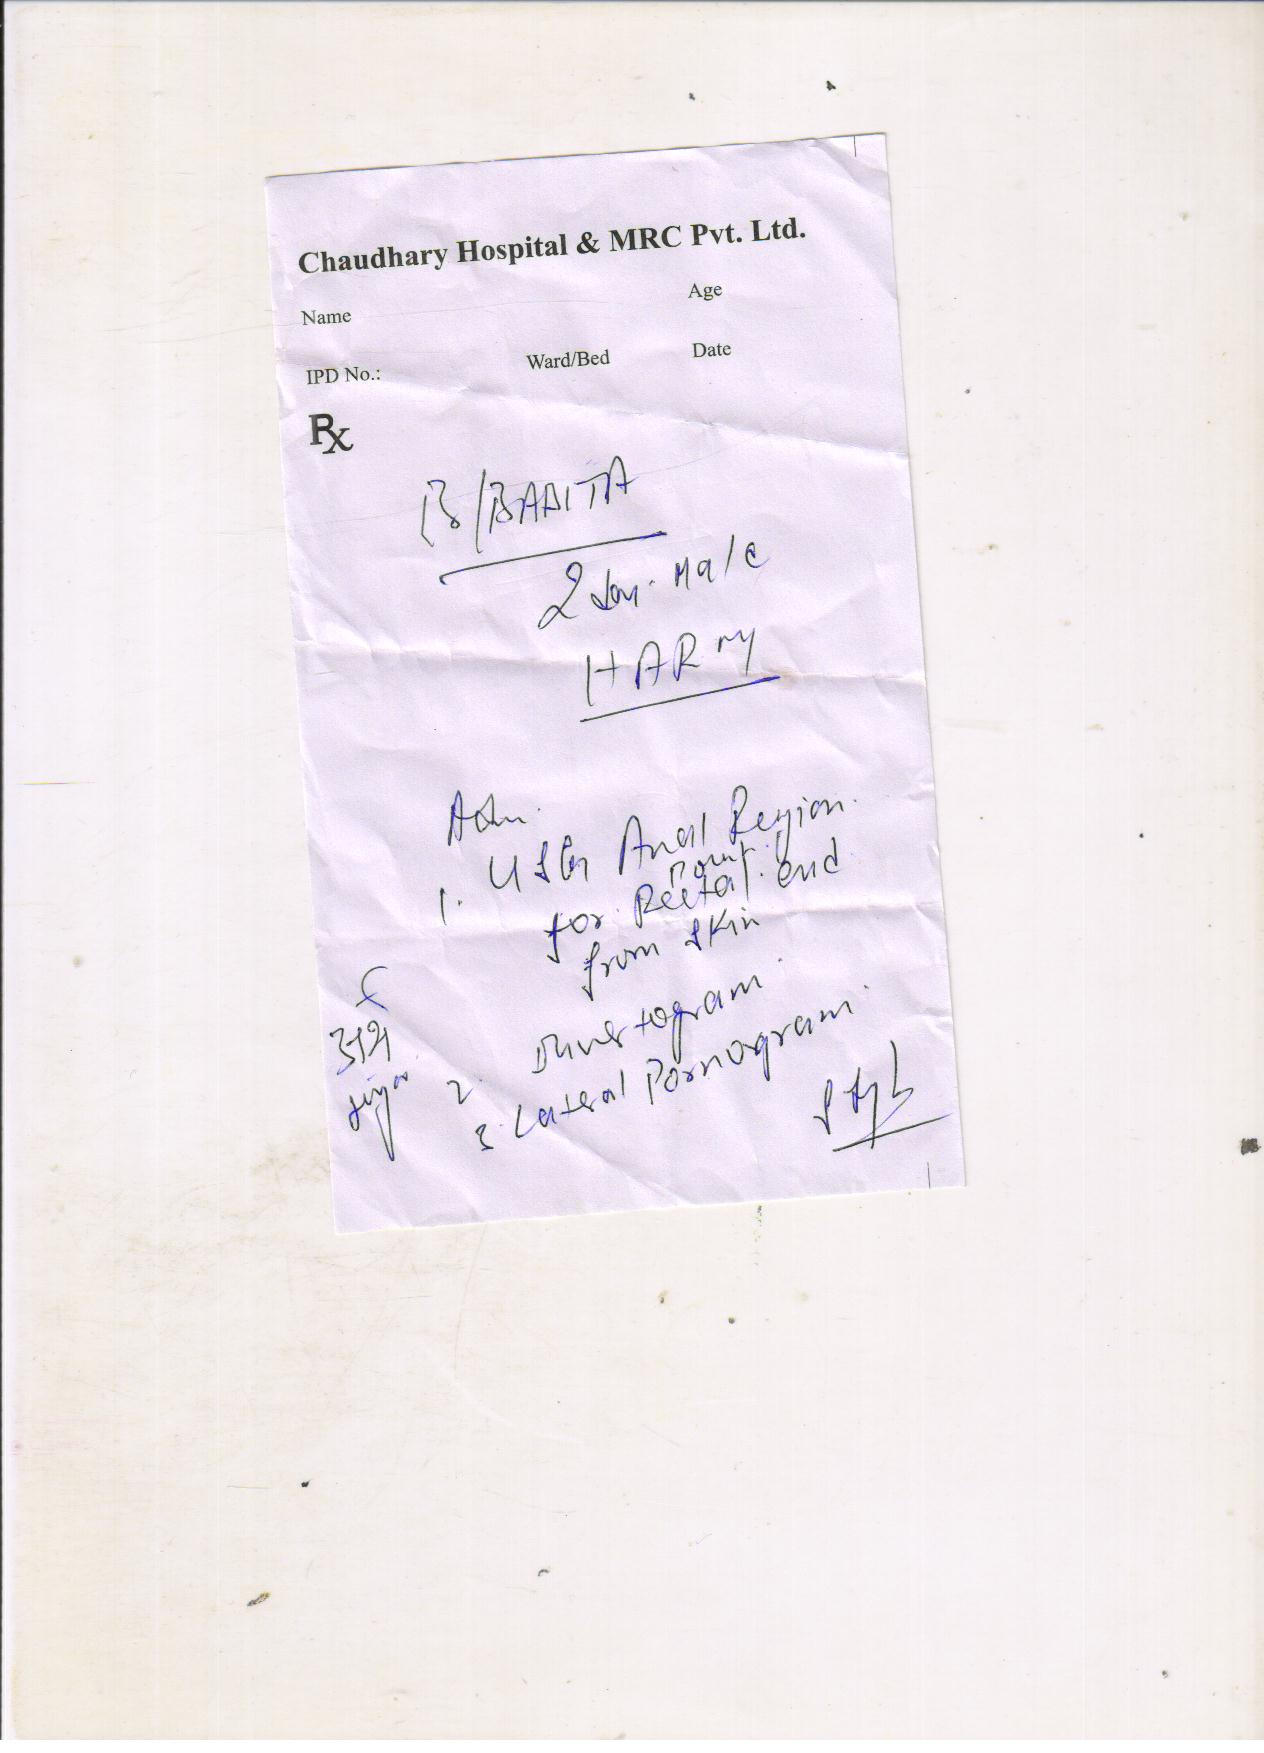 Chaudhary Hospital & MRC Pvt. Ltd.
Name Age
IPD No.: Ward/Bed Date
Rx
B/BABITA
2 Day. Male
HARM
Adv.
1. USG Anal Region
for Rectal end
from skin
2. Invertogram
3. Lateral Pornogram